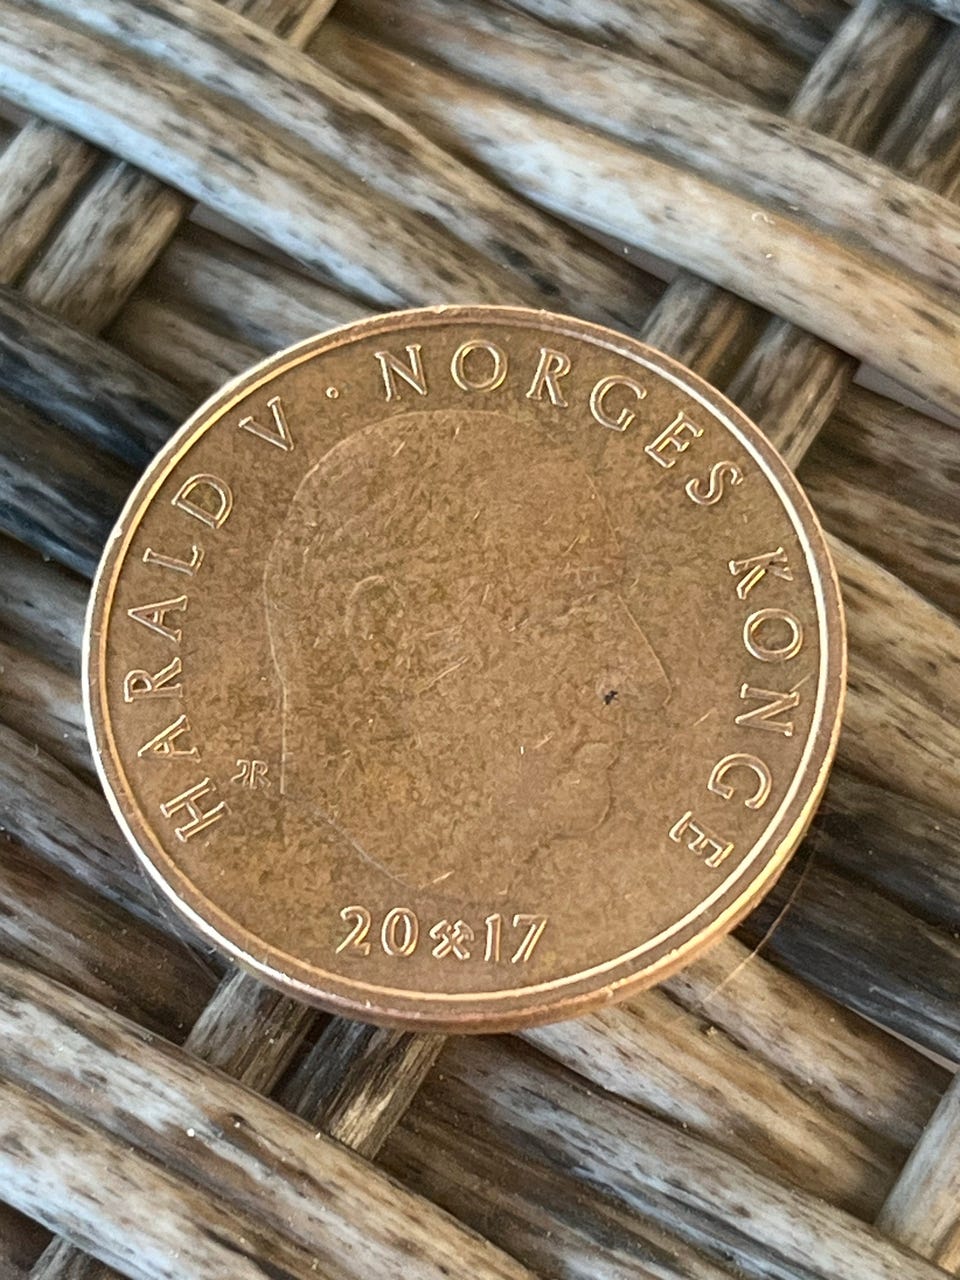 HARALD V · NORGES KONGE
20⚒17